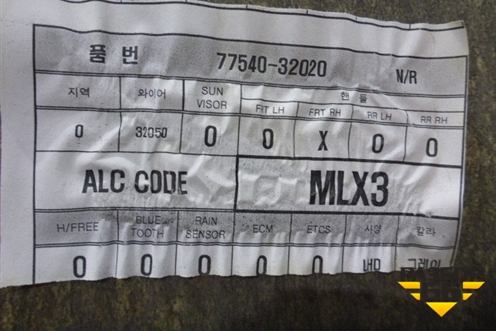 품 번 77540-32020 N/R
지역 와이어 SUN VISOR 핸 들
FRT LH FRT RH RR LH RR RH
0 32050 0 0 X 0 0
ALC CODE MLX3
H/FREE BLUE TOOTH RAIN SENSOR ECM ETCS 사양 칼라
0 0 0 0 0 내장 그레이